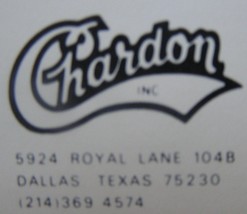 Chardon
INC
5924 ROYAL LANE 104B
DALLAS TEXAS 75230
(214)369 4574